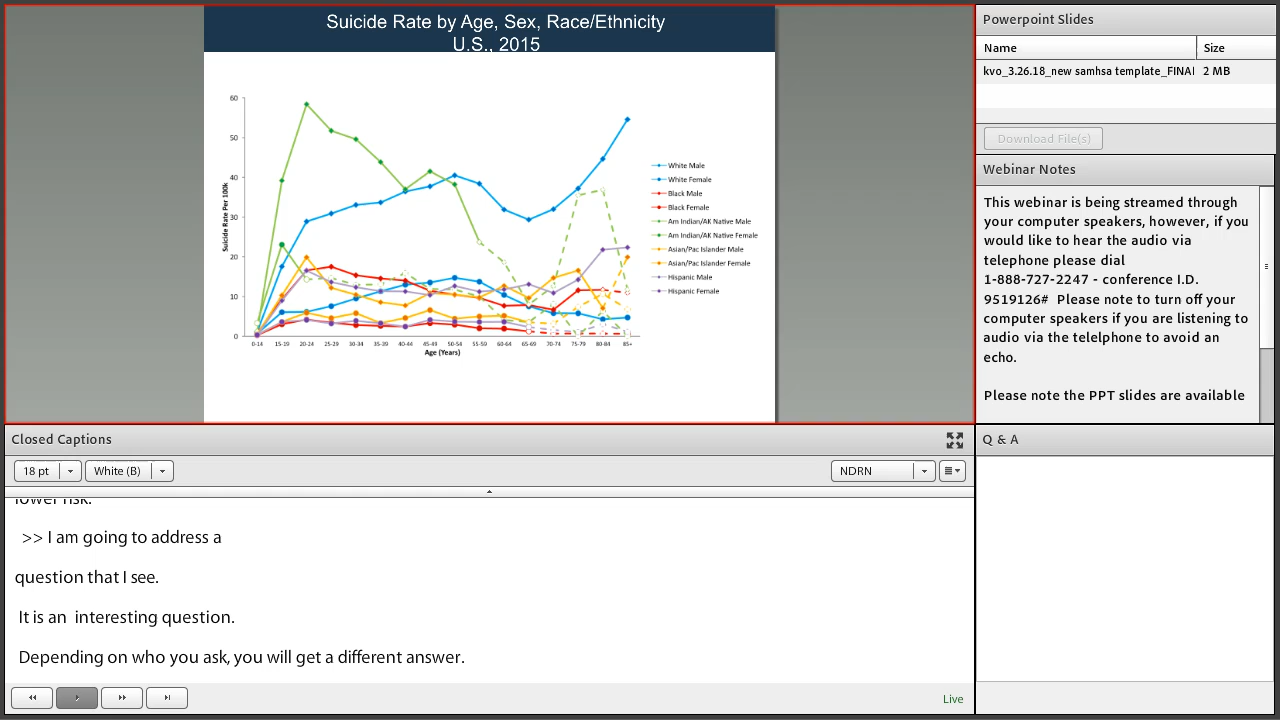 Suicide Rate by Age, Sex, Race/Ethnicity
U.S., 2015
60
50
40
30
20
10
0
Suicide Rate Per 100k
0-14 15-19 20-24 25-29 30-34 35-39 40-44 45-49 50-54 55-59 60-64 65-69 70-74 75-79 80-84 85+
Age (Years)
White Male
White Female
Black Male
Black Female
Am Indian/AK Native Male
Am Indian/AK Native Female
Asian/Pac Islander Male
Asian/Pac Islander Female
Hispanic Male
Hispanic Female
Powerpoint Slides
Name Size
kvo_3.26.18_new samhsa template_FINAl 2 MB
Download File(s)
Webinar Notes
This webinar is being streamed through
your computer speakers, however, if you
would like to hear the audio via
telephone please dial
1-888-727-2247 - conference I.D.
9519126# Please note to turn off your
computer speakers if you are listening to
audio via the telelphone to avoid an
echo.
Please note the PPT slides are available
Closed Captions
18 pt White (B) NDRN
lower risk.
>> I am going to address a
question that I see.
It is an interesting question.
Depending on who you ask, you will get a different answer.
Live
Q & A